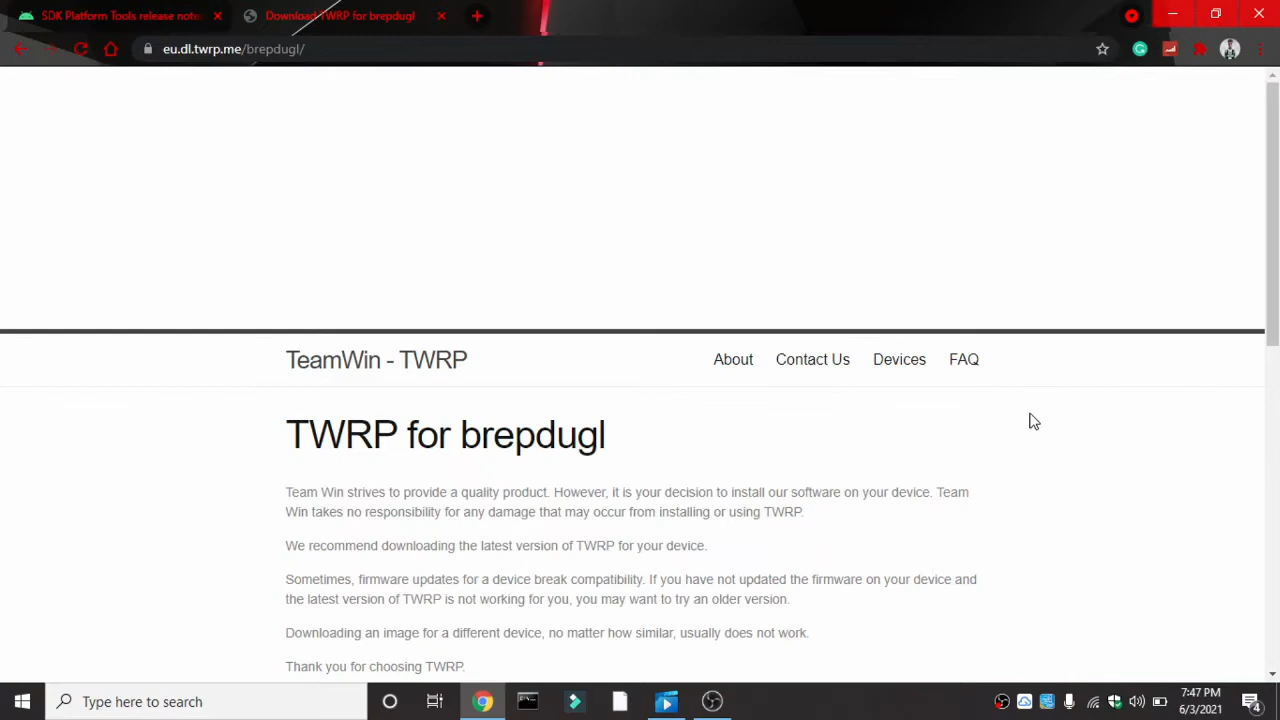 SDK Platform Tools release note
Download TWRP for brepdugl
eu.dl.twrp.me/brepdugl/
TeamWin - TWRP
About
Contact Us
Devices
FAQ
TWRP for brepdugl
Team Win strives to provide a quality product. However, it is your decision to install our software on your device. Team
Win takes no responsibility for any damage that may occur from installing or using TWRP.
We recommend downloading the latest version of TWRP for your device.
Sometimes, firmware updates for a device break compatibility. If you have not updated the firmware on your device and
the latest version of TWRP is not working for you, you may want to try an older version.
Downloading an image for a different device, no matter how similar, usually does not work.
Thank you for choosing TWRP.
Type here to search
7:47 PM
6/3/2021
4